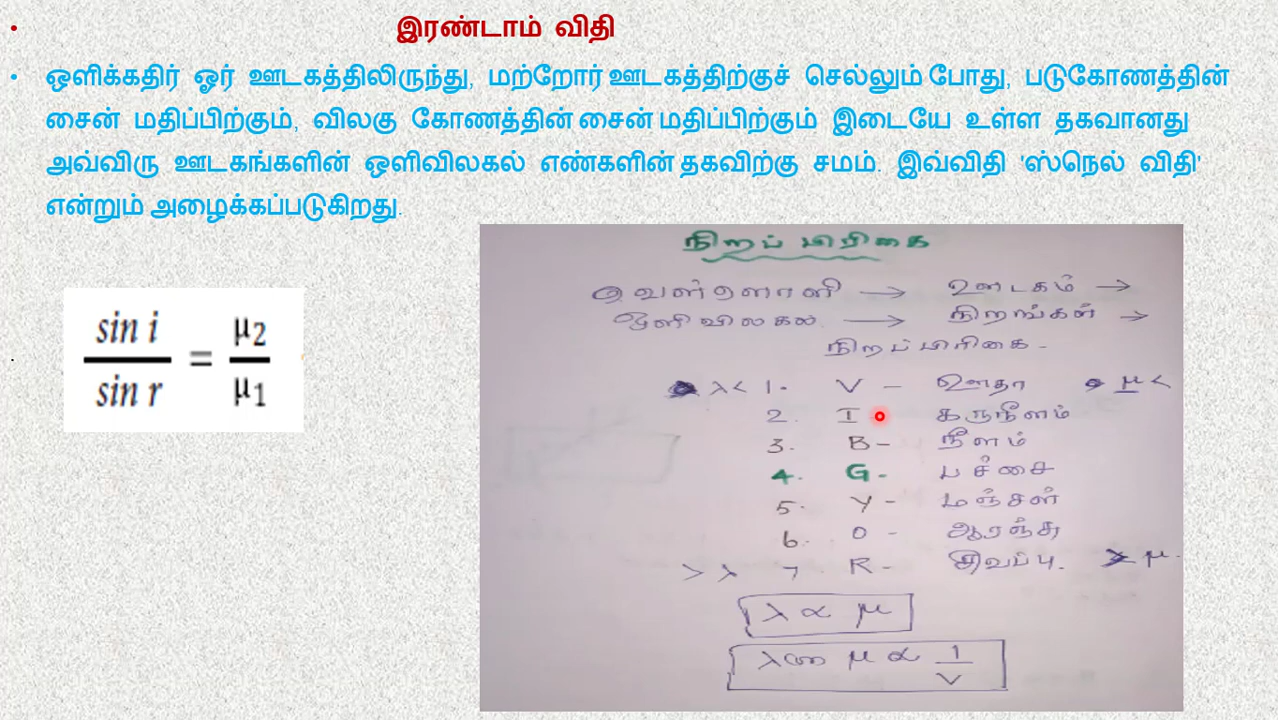 இரண்டாம் விதி
ஒளிக்கதிர் ஓர் ஊடகத்திலிருந்து, மற்றோர் ஊடகத்திற்குச் செல்லும் போது, படுகோணத்தின்
சைன் மதிப்பிற்கும், விலகு கோணத்தின் சைன் மதிப்பிற்கும் இடையே உள்ள தகவானது
அவ்விரு ஊடகங்களின் ஒளிவிலகல் எண்களின் தகவிற்கு சமம். இவ்விதி 'ஸ்நெல் விதி'
என்றும் அழைக்கப்படுகிறது.
sin i / sin r = μ2 / μ1
நிறப் பிரிகை
வெள்ளொளி → ஊடகம் →
ஒளி விலகல் → நிறங்கள் →
நிறப் பிரிகை -
λ < 1. V - ஊதா μ <
2. I கருநீலம்
3. B - நீளம்
4. G - பச்சை
5. Y - மஞ்சள்
6. O - ஆரஞ்சு
> λ 7. R - சிவப்பு. > μ.
λ ∝ μ
μ ∝ 1/V